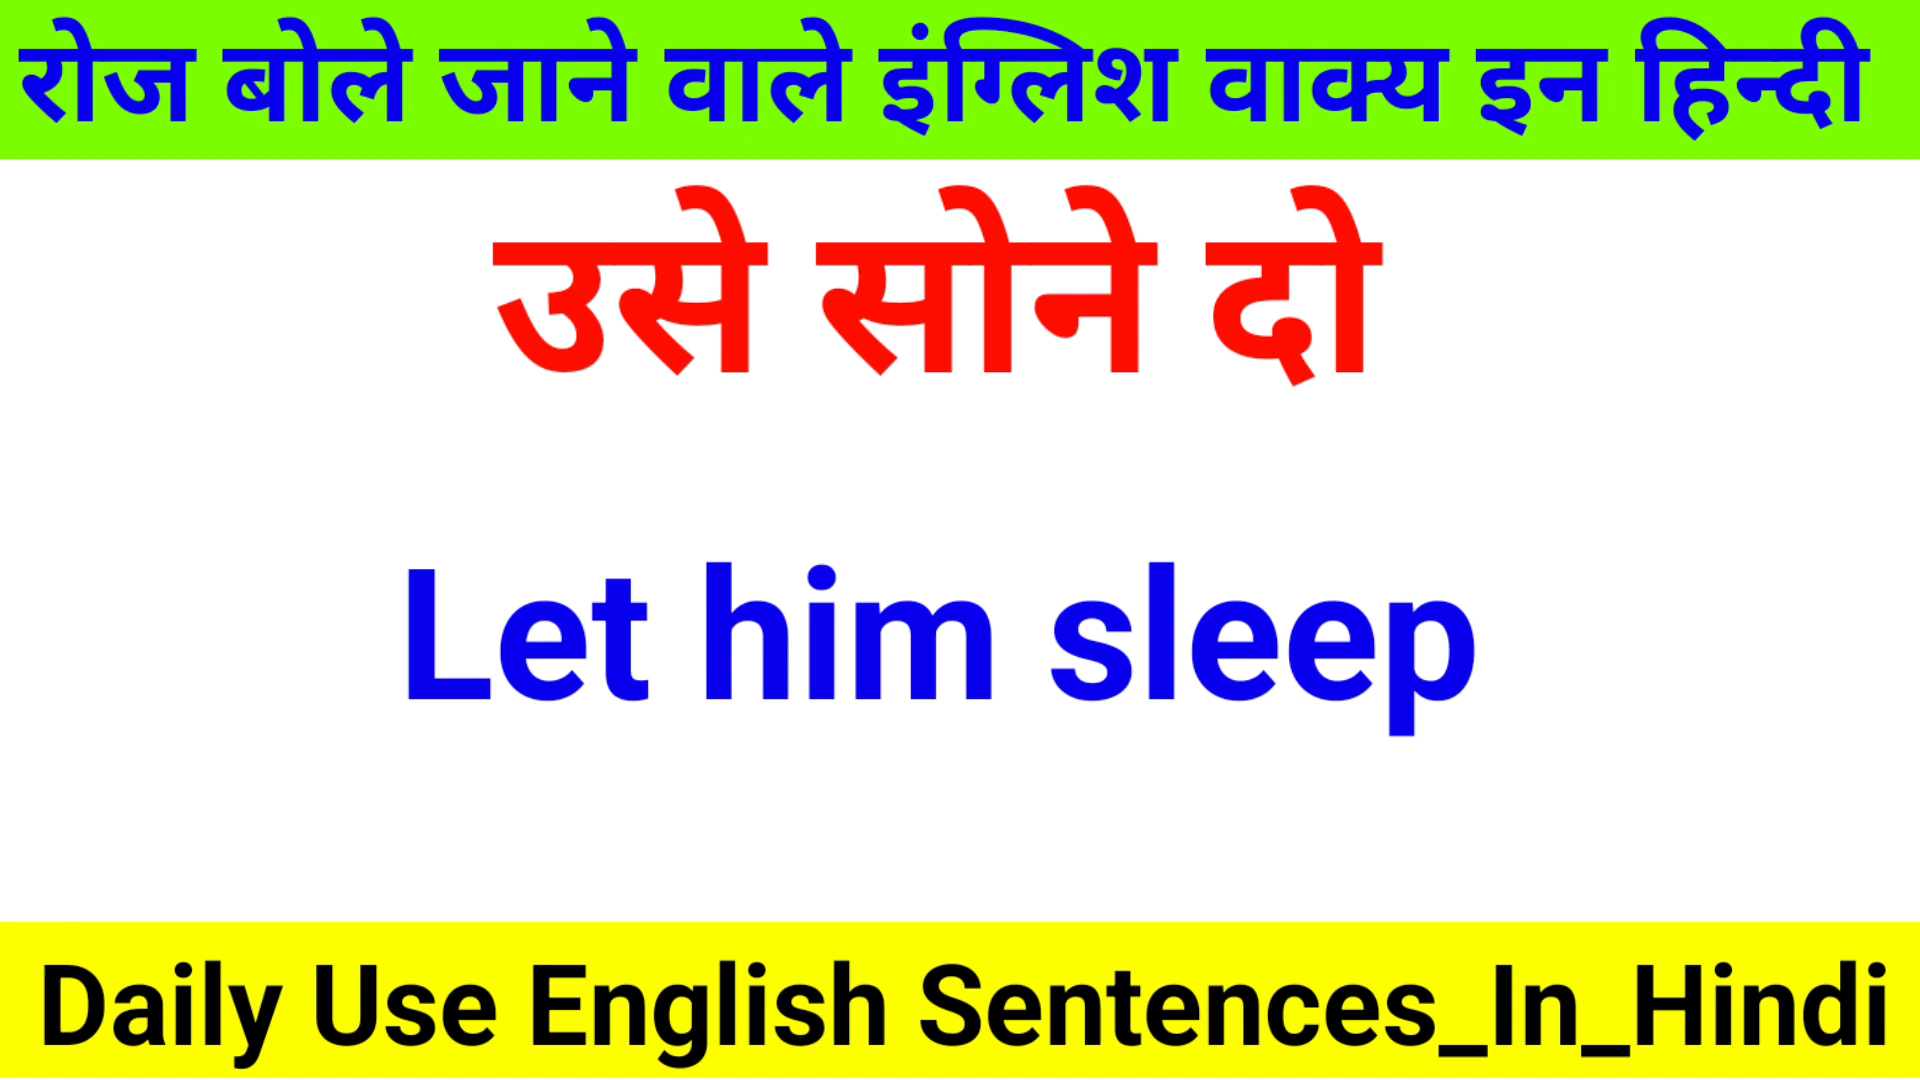 रोज बोले जाने वाले इंग्लिश वाक्य इन हिन्दी
उसे सोने दो
Let him sleep
Daily Use English Sentences_In_Hindi